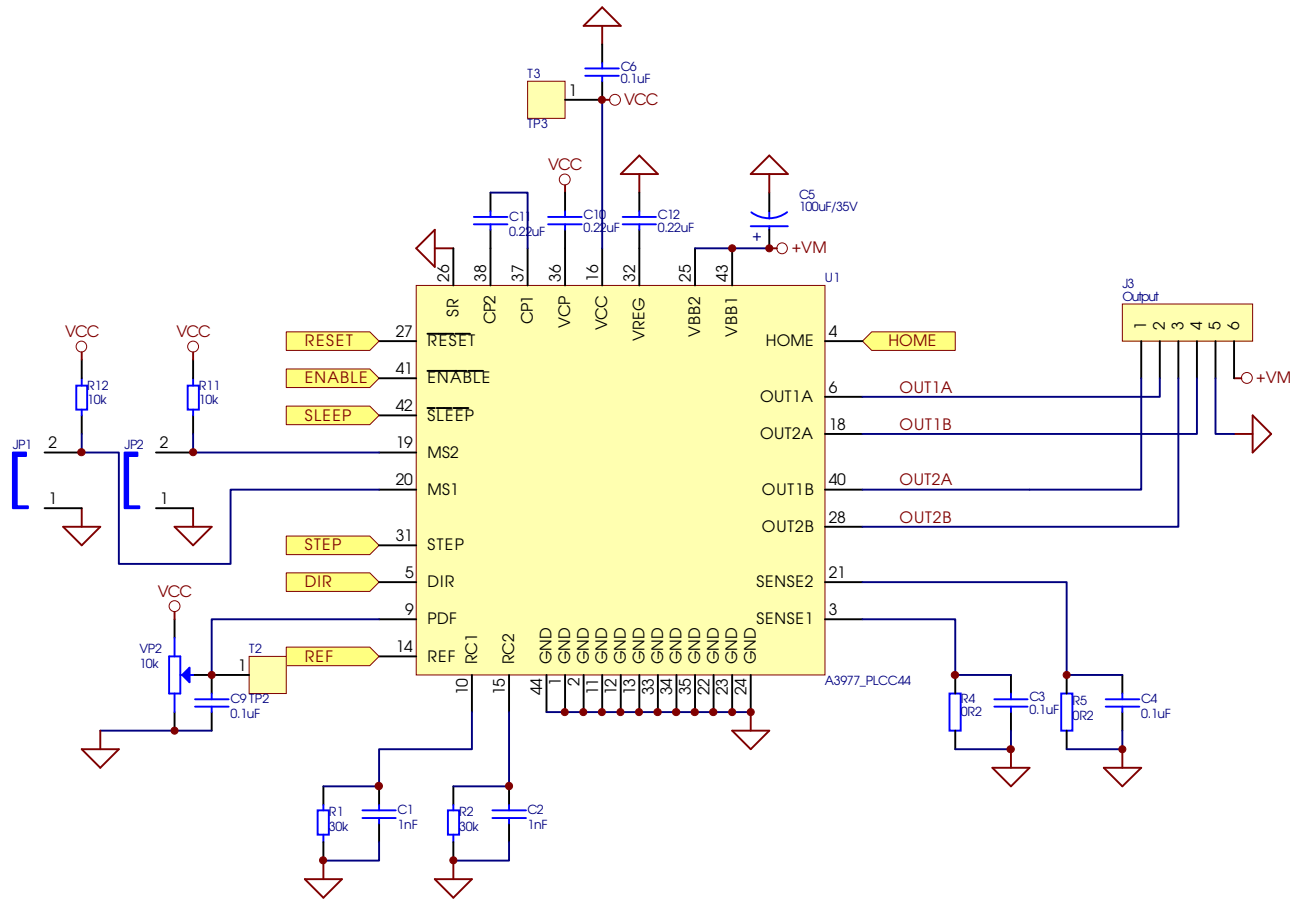 C6
0.1uF
T3
1
VCC
TP3
VCC
C5
100uF/35V
+
+VM
C11
0.22uF
C10
0.22uF
C12
0.22uF
26
38
37
36
16
32
25
43
U1
SR
CP2
CP1
VCP
VCC
VREG
VBB2
VBB1
J3
Output
1
2
3
4
5
6
+VM
VCC
VCC
R12
10k
R11
10k
JP1
2
1
JP2
2
1
RESET
27
RESET
ENABLE
41
ENABLE
SLEEP
42
SLEEP
19
MS2
20
MS1
STEP
31
STEP
DIR
5
DIR
9
PDF
REF
14
REF
HOME
4
HOME
OUT1A
6
OUT1A
OUT2A
18
OUT1B
OUT1B
40
OUT2A
OUT2B
28
OUT2B
SENSE2
21
SENSE1
3
VCC
VP2
10k
1
T2
C9
TP2
0.1uF
RC1
RC2
GND
GND
GND
GND
GND
GND
GND
GND
GND
GND
GND
GND
10
15
44
1
2
11
12
13
33
34
35
22
23
24
A3977_PLCC44
R4
0R2
C3
0.1uF
R5
0R2
C4
0.1uF
R1
30k
C1
1nF
R2
30k
C2
1nF